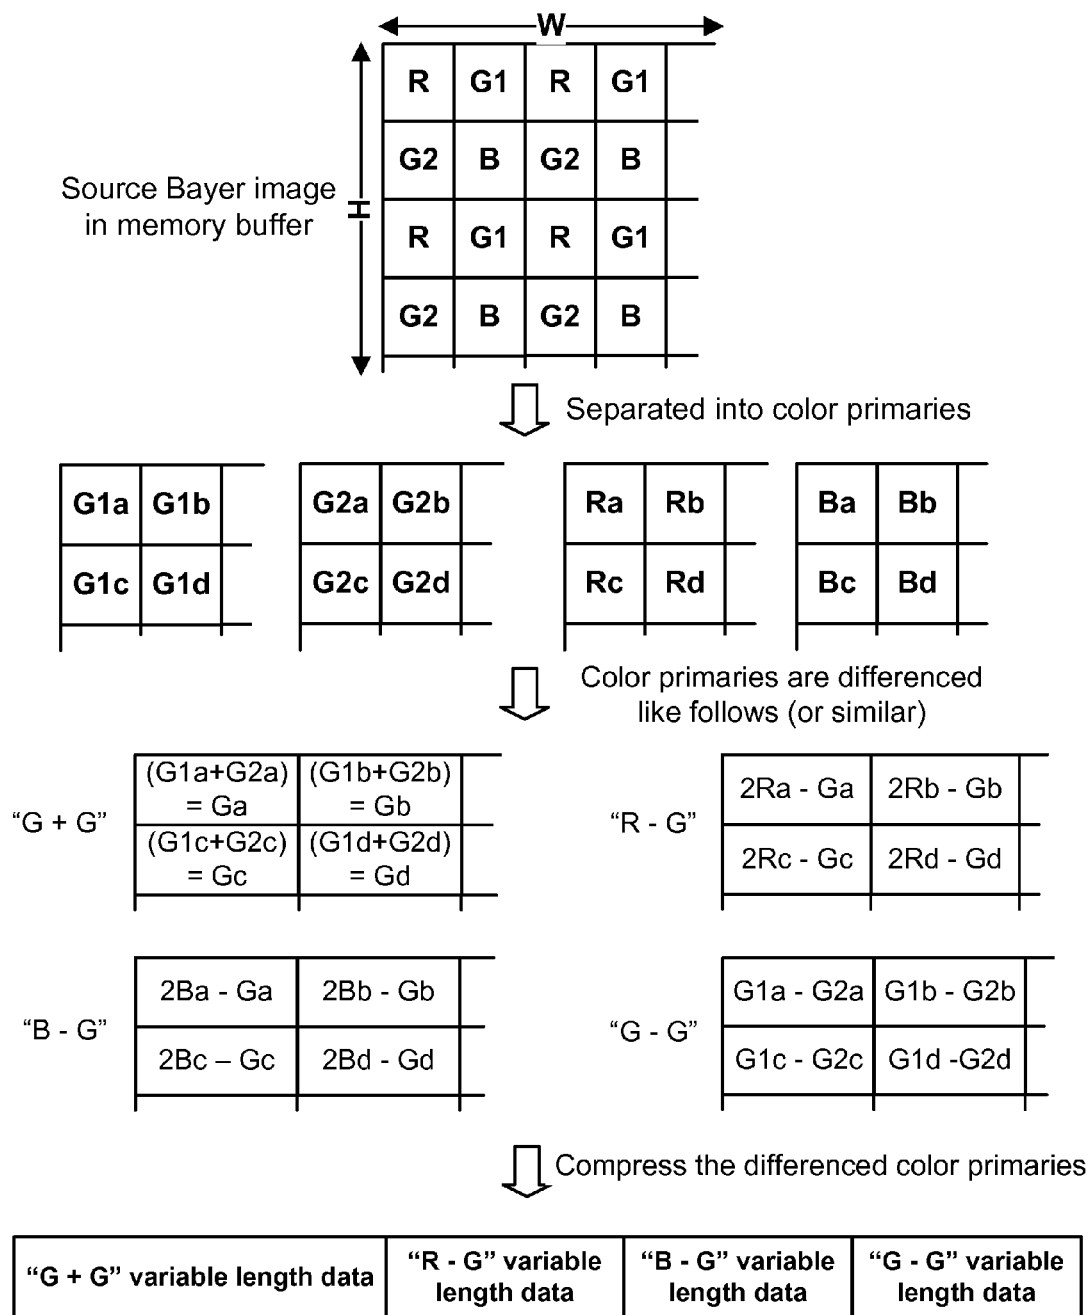 W
R G1 R G1
G2 B G2 B
Source Bayer image
in memory buffer
H
R G1 R G1
G2 B G2 B
Separated into color primaries
G1a G1b G2a G2b Ra Rb Ba Bb
G1c G1d G2c G2d Rc Rd Bc Bd
Color primaries are differenced
like follows (or similar)
“G + G”
(G1a+G2a) (G1b+G2b)
= Ga = Gb
(G1c+G2c) (G1d+G2d)
= Gc = Gd
“R - G”
2Ra - Ga 2Rb - Gb
2Rc - Gc 2Rd - Gd
“B - G”
2Ba - Ga 2Bb - Gb
2Bc – Gc 2Bd - Gd
“G - G”
G1a - G2a G1b - G2b
G1c - G2c G1d -G2d
Compress the differenced color primaries
“G + G” variable length data
“R - G” variable
length data
“B - G” variable
length data
“G - G” variable
length data